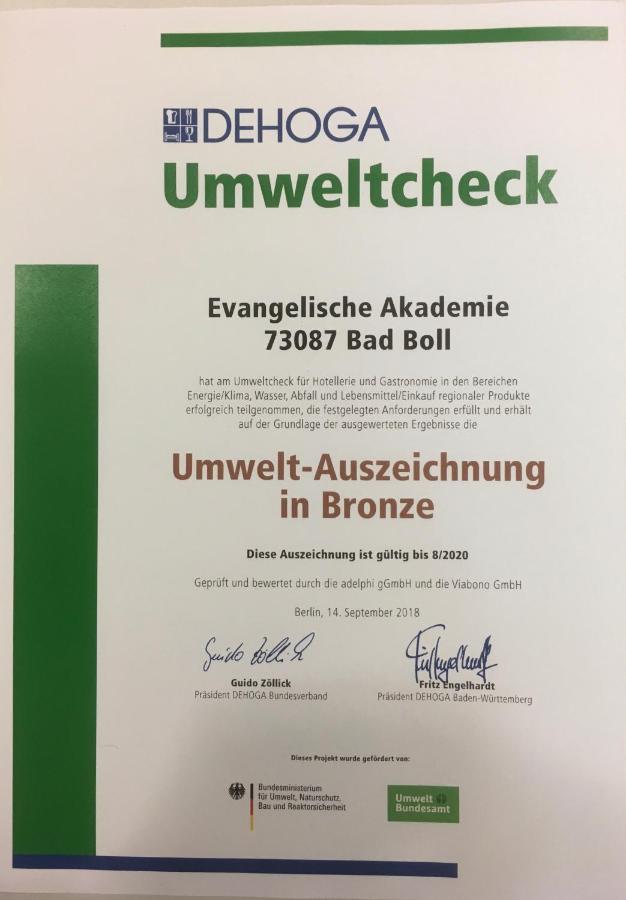 DEHOGA
Umweltcheck
Evangelische Akademie
73087 Bad Boll
hat am Umweltcheck für Hotellerie und Gastronomie in den Bereichen
Energie/Klima, Wasser, Abfall und Lebensmittel/Einkauf regionaler Produkte
erfolgreich teilgenommen, die festgelegten Anforderungen erfüllt und erhält
auf der Grundlage der ausgewerteten Ergebnisse die
Umwelt-Auszeichnung
in Bronze
Diese Auszeichnung ist gültig bis 8/2020
Geprüft und bewertet durch die adelphi gGmbH und die Viabono GmbH
Berlin, 14. September 2018
Guido Zöllick
Guido Zöllick
Präsident DEHOGA Bundesverband
Fritz Engelhardt
Präsident DEHOGA Baden-Württemberg
Dieses Projekt wurde gefördert von:
Bundesministerium
für Umwelt, Naturschutz,
Bau und Reaktorsicherheit
Umwelt
Bundesamt